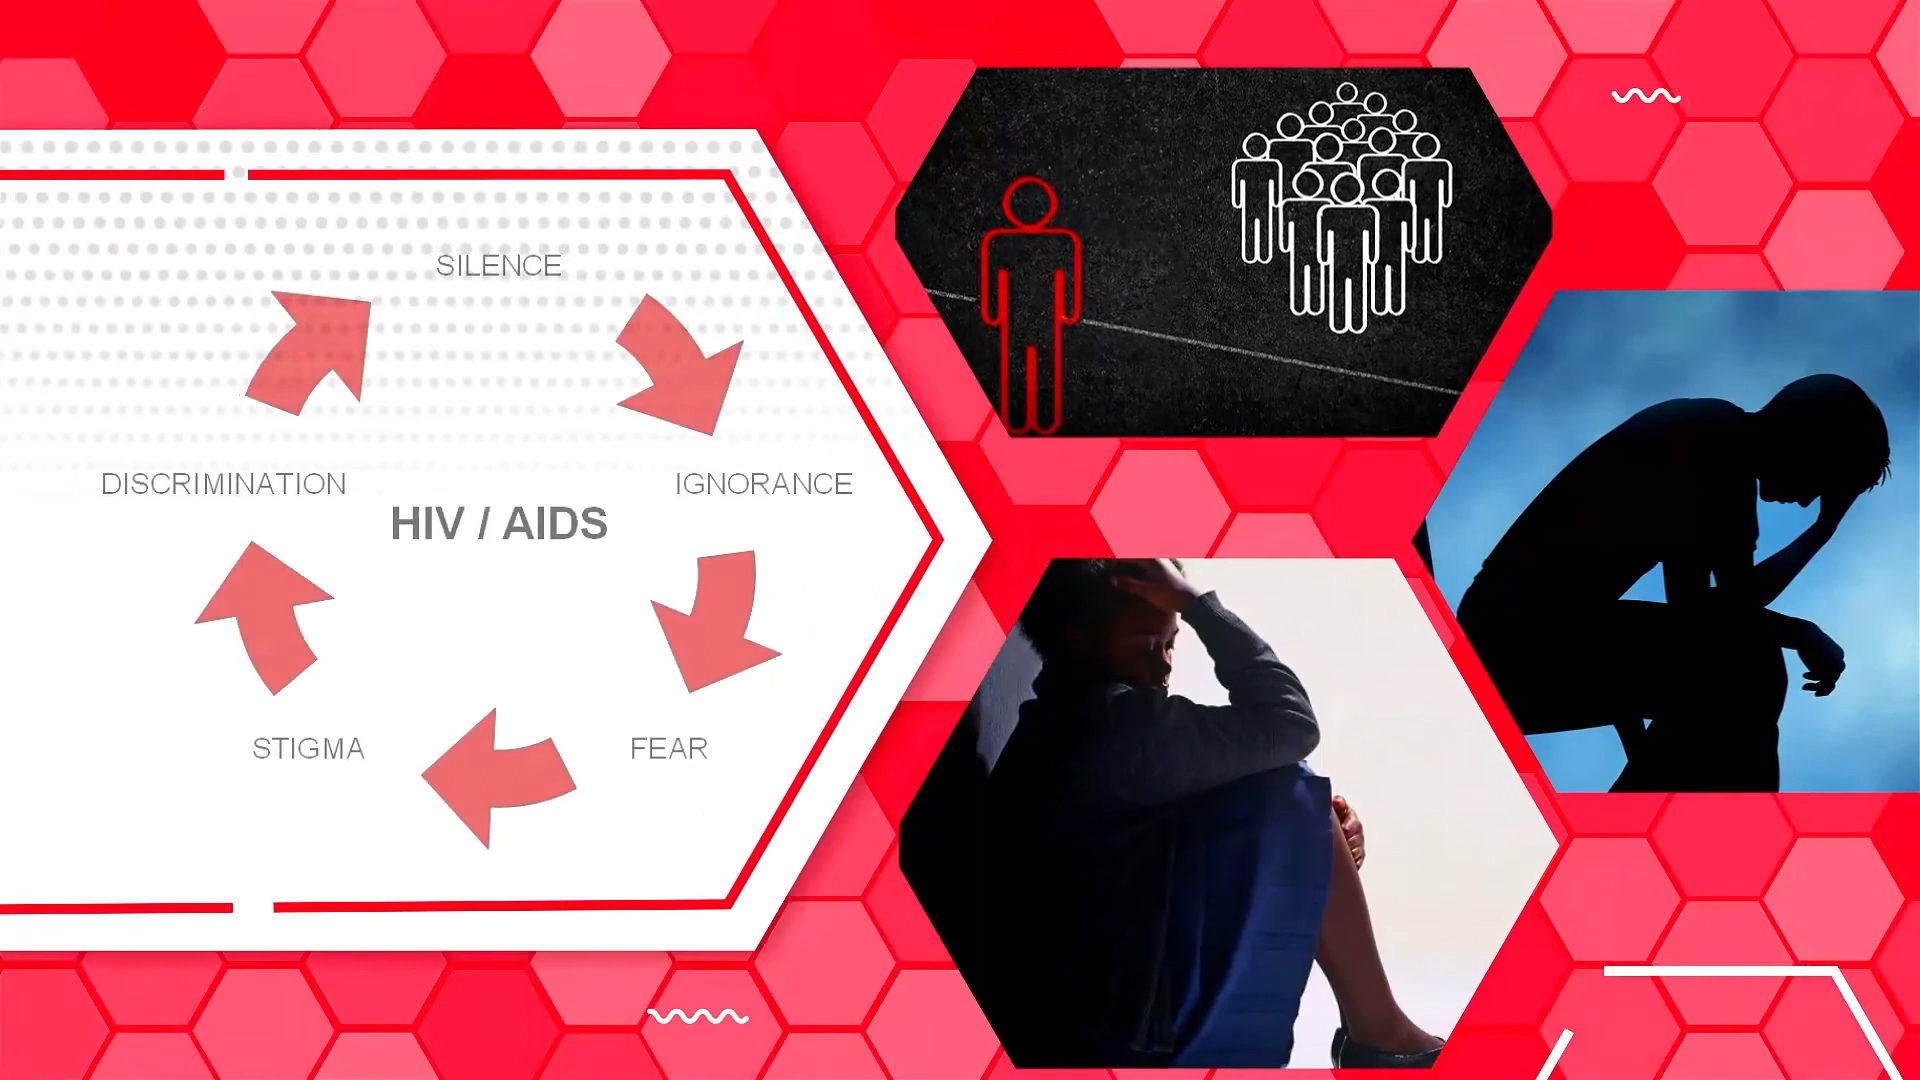 SILENCE
DISCRIMINATION
IGNORANCE
HIV / AIDS
STIGMA
FEAR